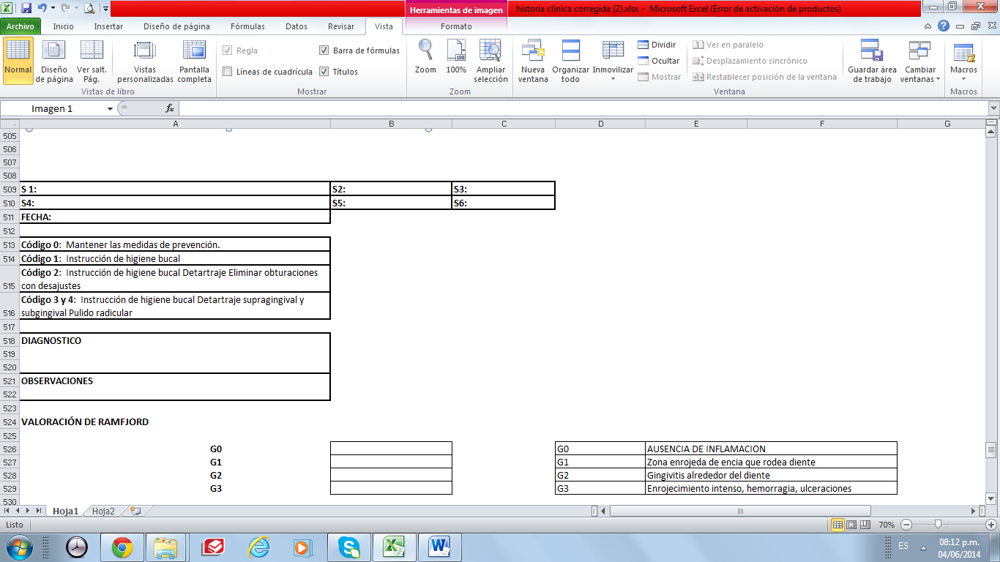 Herramientas de imagen
historia clinica corregida (2).xlsx - Microsoft Excel (Error de activación de productos)
Archivo Inicio Insertar Diseño de página Fórmulas Datos Revisar Vista Formato
Normal
Diseño de página
Ver salt. Pág.
Vistas personalizadas
Pantalla completa
Vistas de libro
Regla
Barra de fórmulas
Líneas de cuadrícula
Títulos
Mostrar
Zoom
100%
Ampliar selección
Zoom
Nueva ventana
Organizar todo
Inmovilizar
Dividir
Ocultar
Mostrar
Ver en paralelo
Desplazamiento sincrónico
Restablecer posición de la ventana
Ventana
Guardar área de trabajo
Cambiar ventanas
Macros
Macros
Imagen 1 fx
A B C D E F G
505
506
507
508
509 S 1: S2: S3:
510 S4: S5: S6:
511 FECHA:
512
513 Código 0: Mantener las medidas de prevención.
514 Código 1: Instrucción de higiene bucal
Código 2: Instrucción de higiene bucal Detartraje Eliminar obturaciones
515 con desajustes
Código 3 y 4: Instrucción de higiene bucal Detartraje supragingival y
516 subgingival Pulido radicular
517
518 DIAGNOSTICO
519
520
521 OBSERVACIONES
522
523
524 VALORACIÓN DE RAMFJORD
525
526 G0 G0 AUSENCIA DE INFLAMACION
527 G1 G1 Zona enrojeda de encia que rodea diente
528 G2 G2 Gingivitis alrededor del diente
529 G3 G3 Enrojecimiento intenso, hemorragia, ulceraciones
530
Hoja1 Hoja2
Listo 70%
ES 08:12 p.m.
04/06/2014